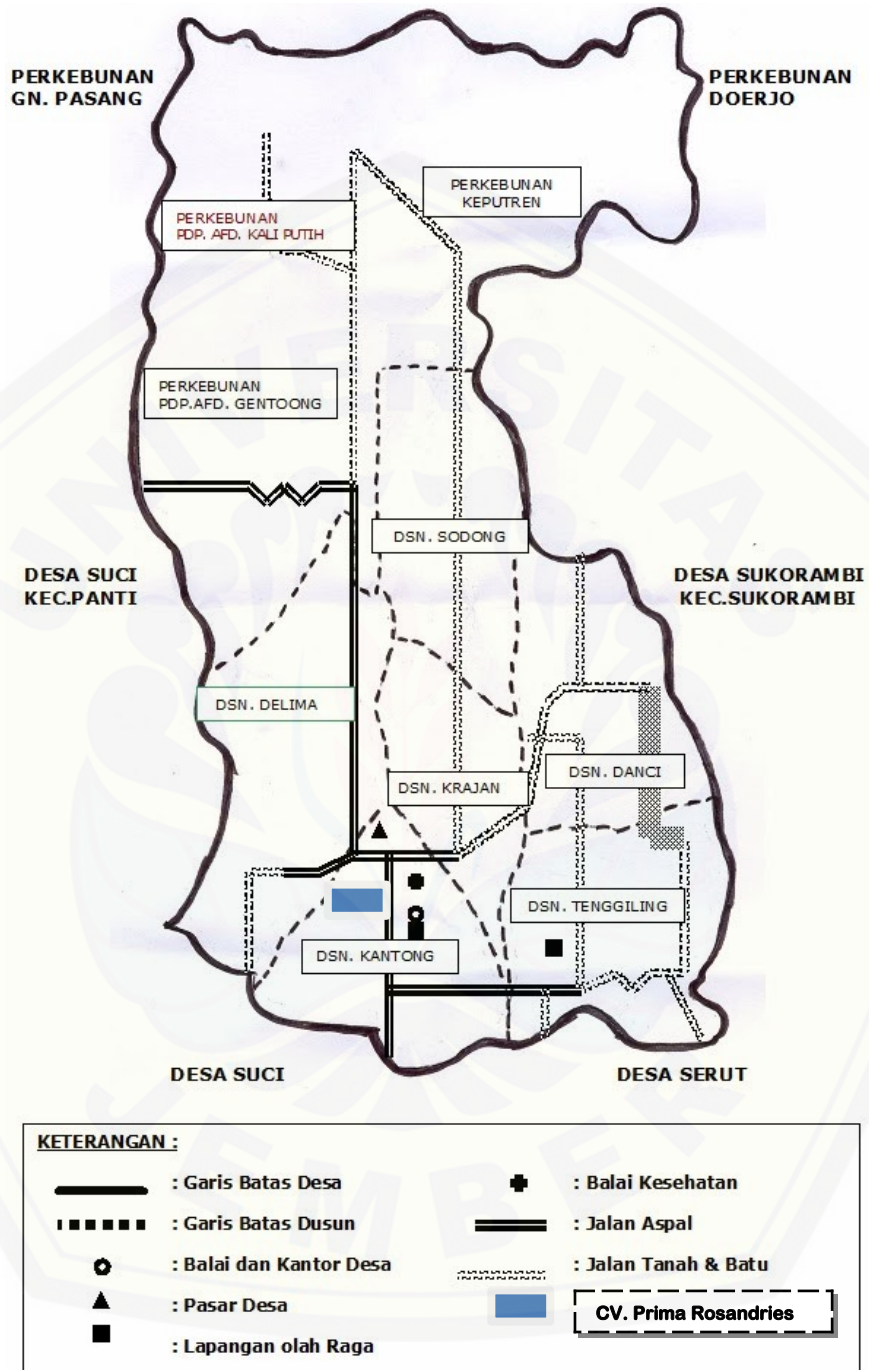 PERKEBUNAN
GN. PASANG
PERKEBUNAN
DOERJO
PERKEBUNAN
KEPUTREN
PERKEBUNAN
PDP. AFD. KALI PUTIH
PERKEBUNAN
PDP.AFD. GENTOONG
DSN. SODONG
DESA SUCI
KEC.PANTI
DESA SUKORAMBI
KEC.SUKORAMBI
DSN. DELIMA
DSN. DANCI
DSN. KRAJAN
DSN. TENGGILING
DSN. KANTONG
DESA SUCI
DESA SERUT
UNIVERSITAS
JEMBER
KETERANGAN :
: Garis Batas Desa
: Garis Batas Dusun
: Balai dan Kantor Desa
: Pasar Desa
: Lapangan olah Raga
: Balai Kesehatan
: Jalan Aspal
: Jalan Tanah & Batu
CV. Prima Rosandries